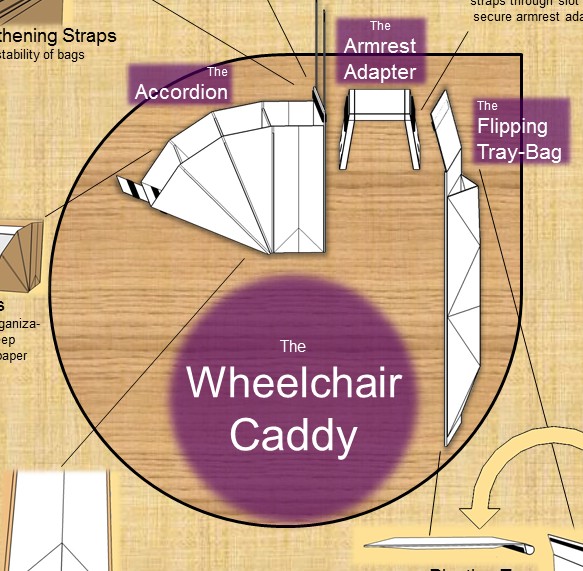 straps through slot
secure armrest
thening Straps
stability of bags
The
Armrest
Adapter
The
Accordion
The
Flipping
Tray-Bag
s
ganiza-
ep
paper
The
Wheelchair
Caddy